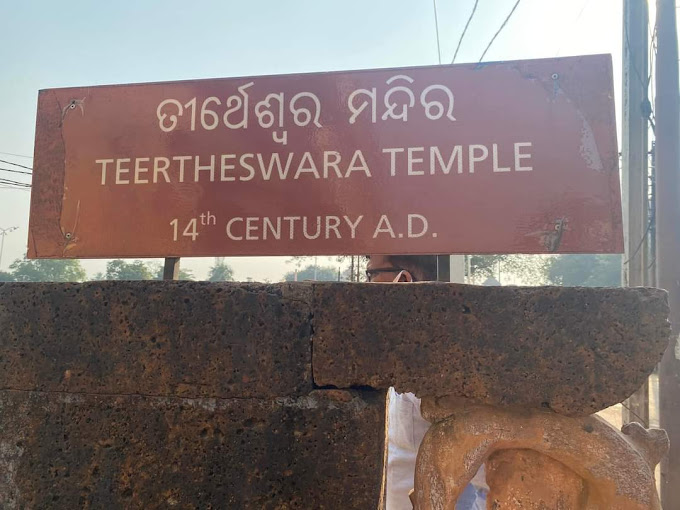 ତୀର୍ଥେଶ୍ୱର ମନ୍ଦିର
TEERTHESWARA TEMPLE
14th CENTURY A.D.